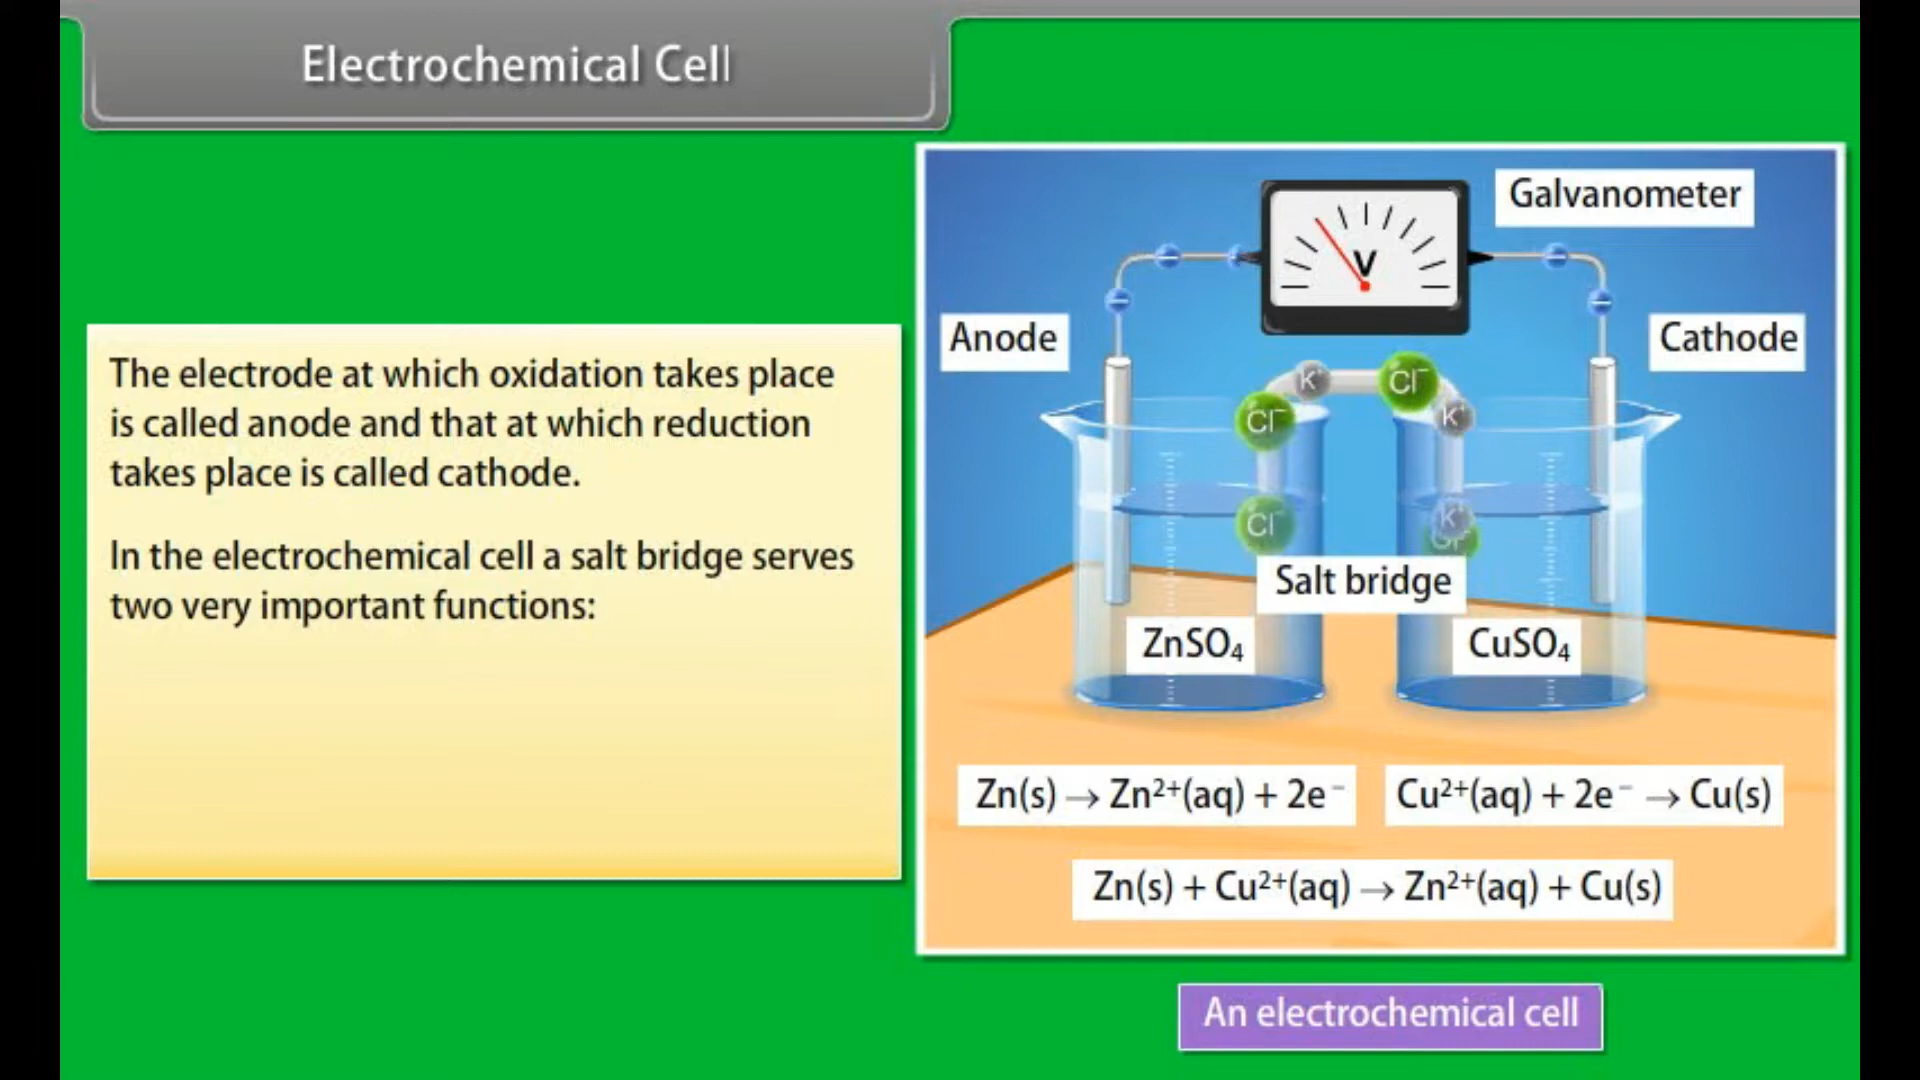 Electrochemical Cell
The electrode at which oxidation takes place
is called anode and that at which reduction
takes place is called cathode.
In the electrochemical cell a salt bridge serves
two very important functions:
Galvanometer
V
Anode
Cathode
K⁺
Cl⁻
Cl⁻
K⁺
Cl⁻
K⁺
Salt bridge
ZnSO₄
CuSO₄
Zn(s) → Zn²⁺(aq) + 2e⁻
Cu²⁺(aq) + 2e⁻ → Cu(s)
Zn(s) + Cu²⁺(aq) → Zn²⁺(aq) + Cu(s)
An electrochemical cell